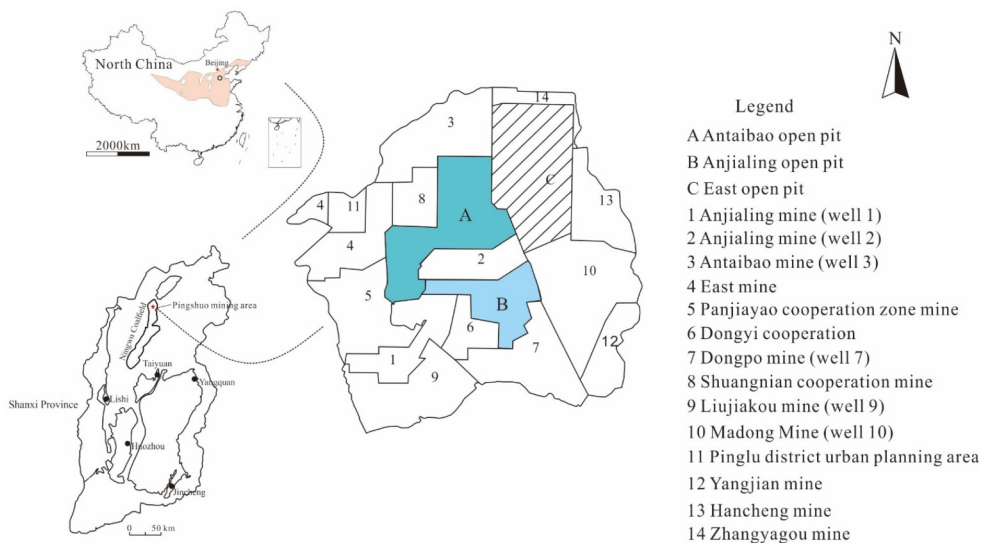 North China
Beijing
2000km
N
Legend
A Antaibao open pit
B Anjialing open pit
C East open pit
1 Anjialing mine (well 1)
2 Anjialing mine (well 2)
3 Antaibao mine (well 3)
4 East mine
5 Panjiayao cooperation zone mine
6 Dongyi cooperation
7 Dongpo mine (well 7)
8 Shuangnian cooperation mine
9 Liujiakou mine (well 9)
10 Madong Mine (well 10)
11 Pinglu district urban planning area
12 Yangjian mine
13 Hancheng mine
14 Zhangyagou mine
14
3
C
13
8
4
11
A
4
2
10
5
B
6
7
12
1
9
Pingshuo mining area
Ningwu Coalfield
Taiyuan
Yangquan
Shanxi Province
Lishi
Huozhou
Jincheng
0 50 km